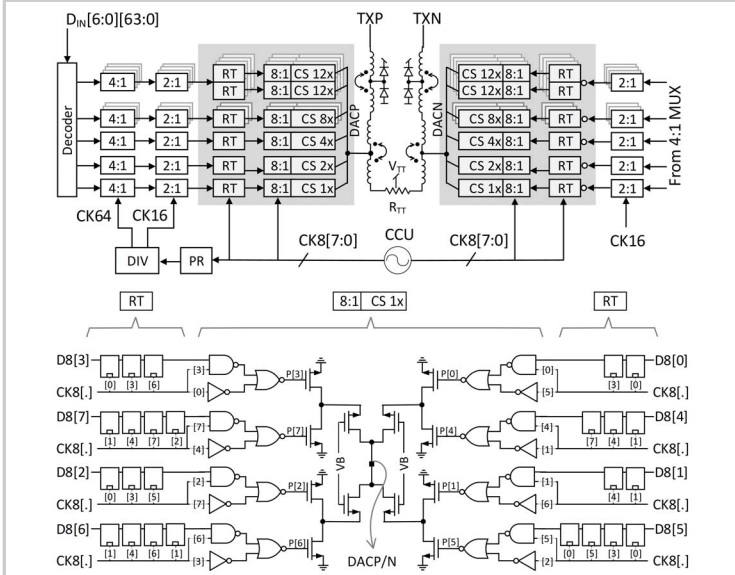 D_IN[6:0][63:0] TXP TXN
4:1 2:1 RT 8:1 CS 12x CS 12x 8:1 RT 2:1
RT 8:1 CS 12x CS 12x 8:1 RT
4:1 2:1 RT 8:1 CS 8x CS 8x 8:1 RT 2:1
4:1 2:1 RT 8:1 CS 4x CS 4x 8:1 RT 2:1
4:1 2:1 RT 8:1 CS 2x CS 2x 8:1 RT 2:1
4:1 2:1 RT 8:1 CS 1x CS 1x 8:1 RT 2:1
Decoder
DACP
DACN
From 4:1 MUX
V_TT
R_TT
CK64 CK16 CK8[7:0] CCU CK8[7:0] CK16
DIV PR
RT 8:1 CS 1x RT
D8[3] P[3] P[0] D8[0]
[0] [3] [6] [3] [0] [3] [0]
CK8[.] [0] [5] CK8[.]
D8[7] P[7] P[4] D8[4]
[1] [4] [7] [2] [7] [4] [7] [4] [1]
CK8[.] [4] [1] CK8[.]
VB VB
D8[2] P[2] P[1] D8[1]
[0] [3] [5] [2] [1] [4] [1]
CK8[.] [7] [6] CK8[.]
D8[6] P[6] P[5] D8[5]
[1] [4] [6] [1] [6] [5] [0] [5] [3] [0]
CK8[.] [3] [2] CK8[.]
DACP/N